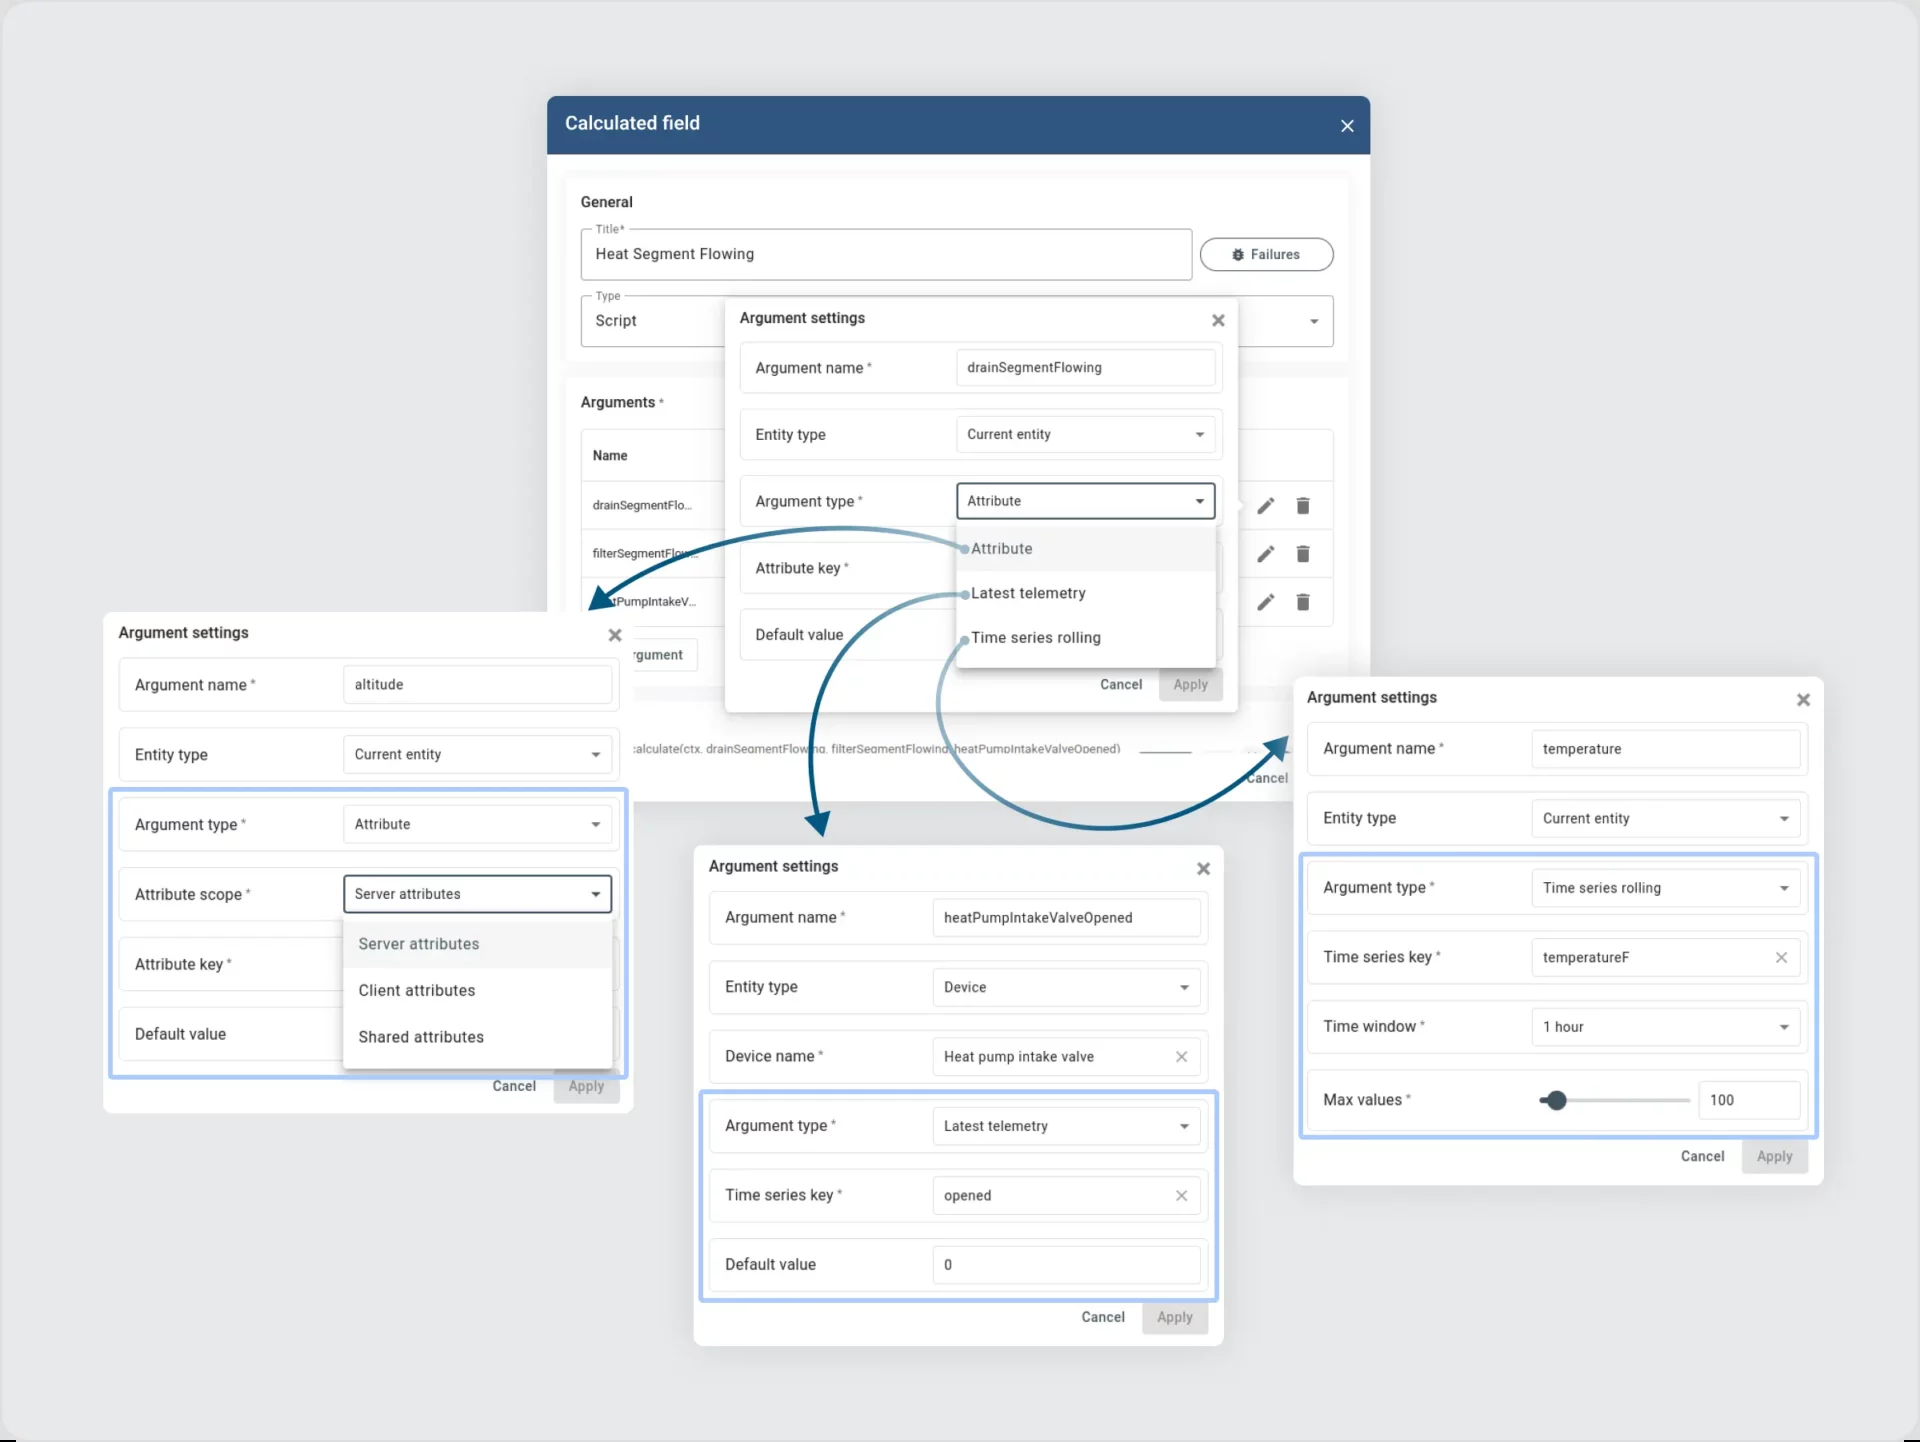 Calculated field
General
Title*
Heat Segment Flowing
Failures
Type
Script
Arguments *
Name
drainSegmentFlo...
filterSegmentFlow...
tPumpIntakeV...
rgument
calculate(ctx, drainSegmentFlowing, filterSegmentFlowing, heatPumpIntakeValveOpened)
Cancel
Argument settings
Argument name *
drainSegmentFlowing
Entity type
Current entity
Argument type *
Attribute
Attribute
Latest telemetry
Time series rolling
Attribute key *
Default value
Cancel
Apply
Argument settings
Argument name *
altitude
Entity type
Current entity
Argument type *
Attribute
Attribute scope *
Server attributes
Server attributes
Client attributes
Shared attributes
Attribute key *
Default value
Cancel
Apply
Argument settings
Argument name *
heatPumpIntakeValveOpened
Entity type
Device
Device name *
Heat pump intake valve
Argument type *
Latest telemetry
Time series key *
opened
Default value
0
Cancel
Apply
Argument settings
Argument name *
temperature
Entity type
Current entity
Argument type *
Time series rolling
Time series key *
temperatureF
Time window *
1 hour
Max values *
100
Cancel
Apply